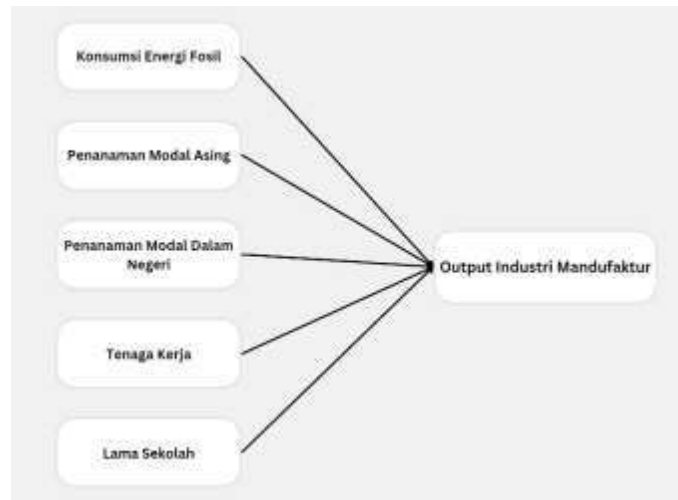 Konsumsi Energi Fosil
Penanaman Modal Asing
Penanaman Modal Dalam
Negeri
Output Industri Mandufaktur
Tenaga Kerja
Lama Sekolah